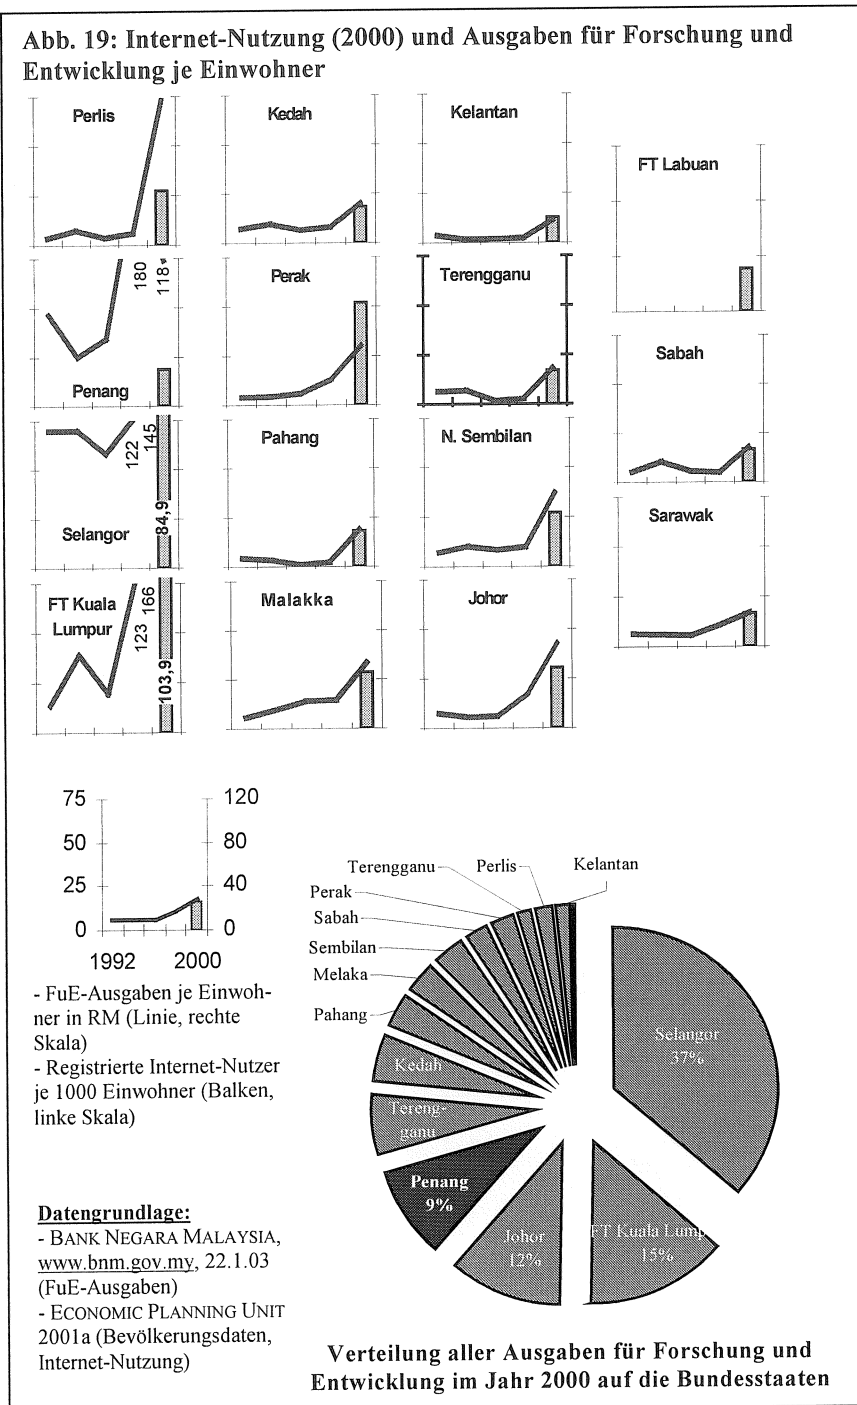 Abb. 19: Internet-Nutzung (2000) und Ausgaben für Forschung und
Entwicklung je Einwohner
Perlis
Kedah
Kelantan
FT Labuan
180
118
Penang
Perak
Terengganu
Sabah
122
145
84,9
Selangor
Pahang
N. Sembilan
Sarawak
FT Kuala
Lumpur
123
166
103,9
Malakka
Johor
75
50
25
0
120
80
40
0
1992 2000
- FuE-Ausgaben je Einwoh-
ner in RM (Linie, rechte
Skala)
- Registrierte Internet-Nutzer
je 1000 Einwohner (Balken,
linke Skala)
Datengrundlage:
- BANK NEGARA MALAYSIA,
www.bnm.gov.my, 22.1.03
(FuE-Ausgaben)
- ECONOMIC PLANNING UNIT
2001a (Bevölkerungsdaten,
Internet-Nutzung)
Terengganu
Perlis
Kelantan
Perak
Sabah
Sembilan
Melaka
Pahang
Kedah
Tereng-
ganu
Penang
9%
Johor
12%
FT Kuala Lump
15%
Selangor
37%
Verteilung aller Ausgaben für Forschung und
Entwicklung im Jahr 2000 auf die Bundesstaaten